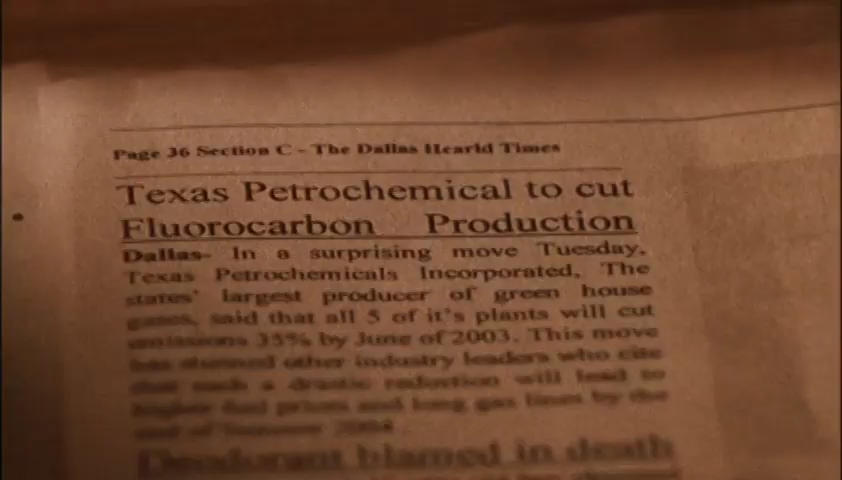 Page 36 Section C - The Dallas Hearld Times
Texas Petrochemical to cut
Fluorocarbon Production
Dallas- In a surprising move Tuesday,
Texas Petrochemicals Incorporated, The
states' largest producer of green house
gases, said that all 5 of it's plants will cut
emissions 35% by June of 2003. This move
has stunned other industry leaders who cite
that such a drastic reduction will lead to
higher fuel prices and long gas lines by the
end of Summer 2004
Deodorant blamed in death